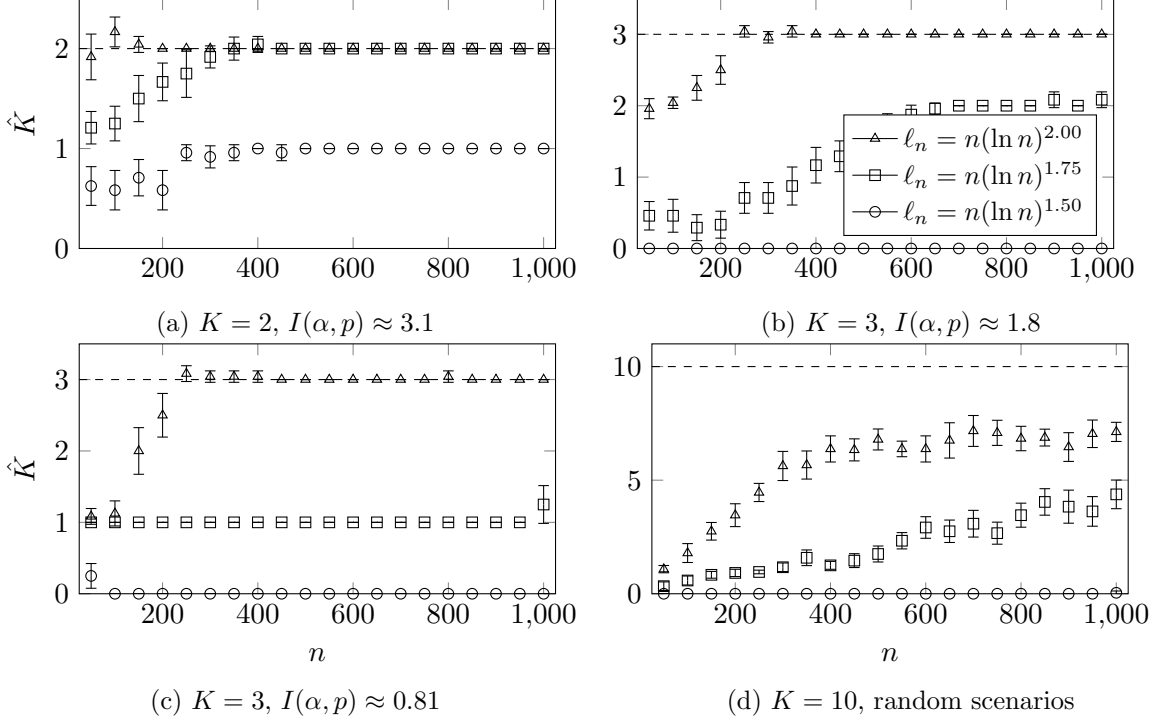 2
1
0
K̂
200 400 600 800 1,000
(a) K = 2, I(α, p) ≈ 3.1
3
2
1
0
ℓₙ = n(ln n)^2.00
ℓₙ = n(ln n)^1.75
ℓₙ = n(ln n)^1.50
200 400 600 800 1,000
(b) K = 3, I(α, p) ≈ 1.8
3
2
1
0
K̂
200 400 600 800 1,000
n
(c) K = 3, I(α, p) ≈ 0.81
10
5
0
200 400 600 800 1,000
n
(d) K = 10, random scenarios